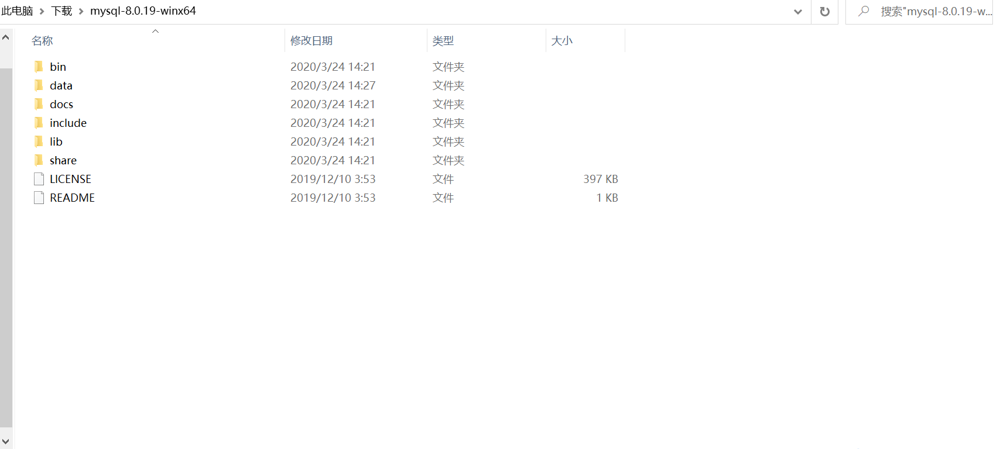 此电脑 > 下载 > mysql-8.0.19-winx64 搜索"mysql-8.0.19-w...
名称 修改日期 类型 大小
bin 2020/3/24 14:21 文件夹
data 2020/3/24 14:27 文件夹
docs 2020/3/24 14:21 文件夹
include 2020/3/24 14:21 文件夹
lib 2020/3/24 14:21 文件夹
share 2020/3/24 14:21 文件夹
LICENSE 2019/12/10 3:53 文件 397 KB
README 2019/12/10 3:53 文件 1 KB